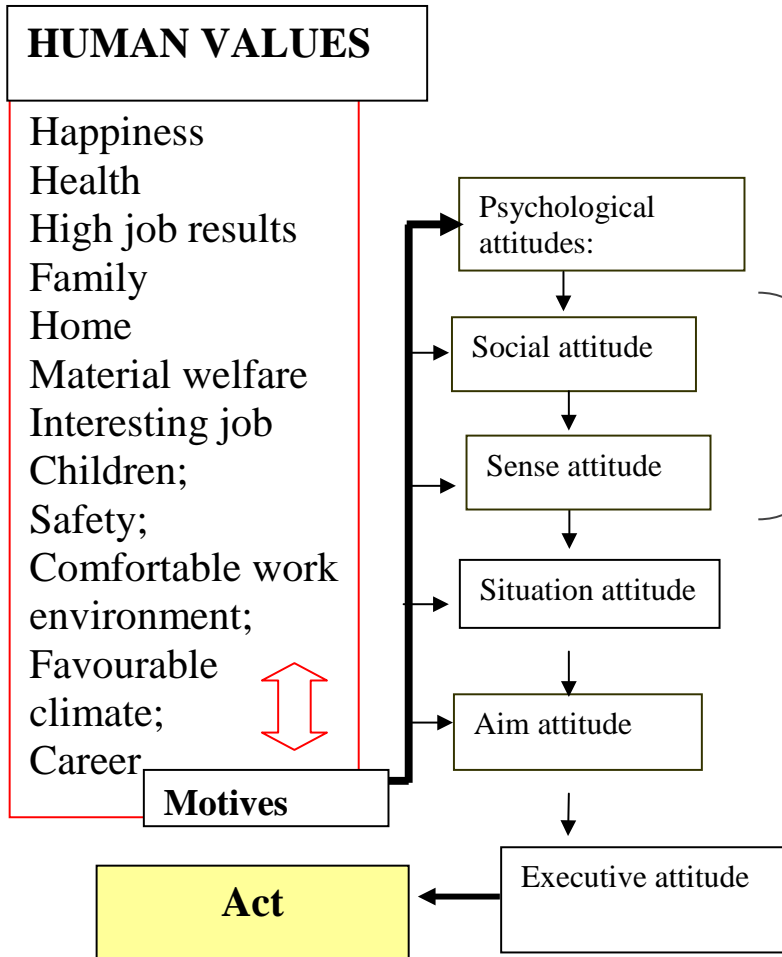 HUMAN VALUES
Happiness
Health
High job results
Family
Home
Material welfare
Interesting job
Children;
Safety;
Comfortable work
environment;
Favourable
climate;
Career
Motives
Psychological
attitudes:
Social attitude
Sense attitude
Situation attitude
Aim attitude
Executive attitude
Act